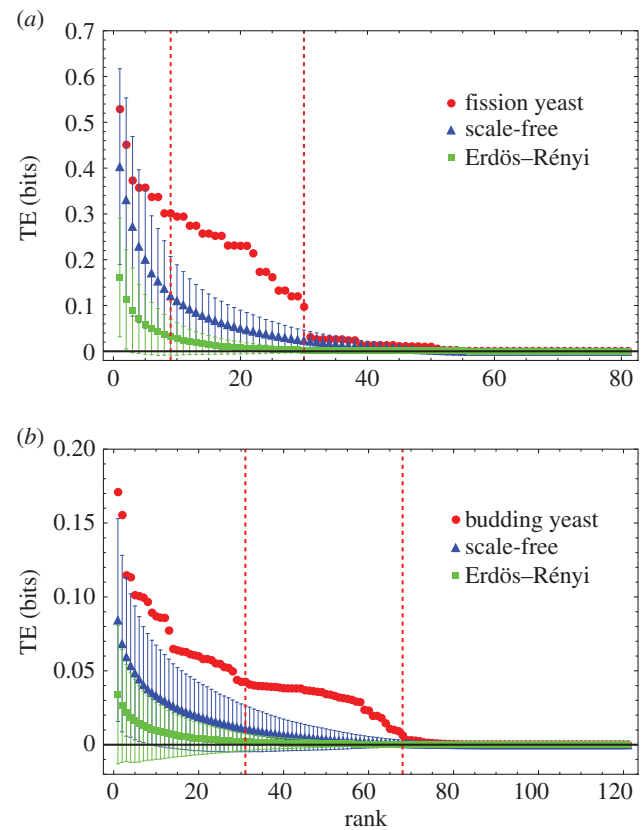 (a)
0.7
0.6
0.5
0.4
0.3
0.2
0.1
0
TE (bits)
fission yeast
scale-free
Erdös–Rényi
0 20 40 60 80
(b)
0.20
0.15
0.10
0.05
0
TE (bits)
budding yeast
scale-free
Erdös–Rényi
0 20 40 60 80 100 120
rank